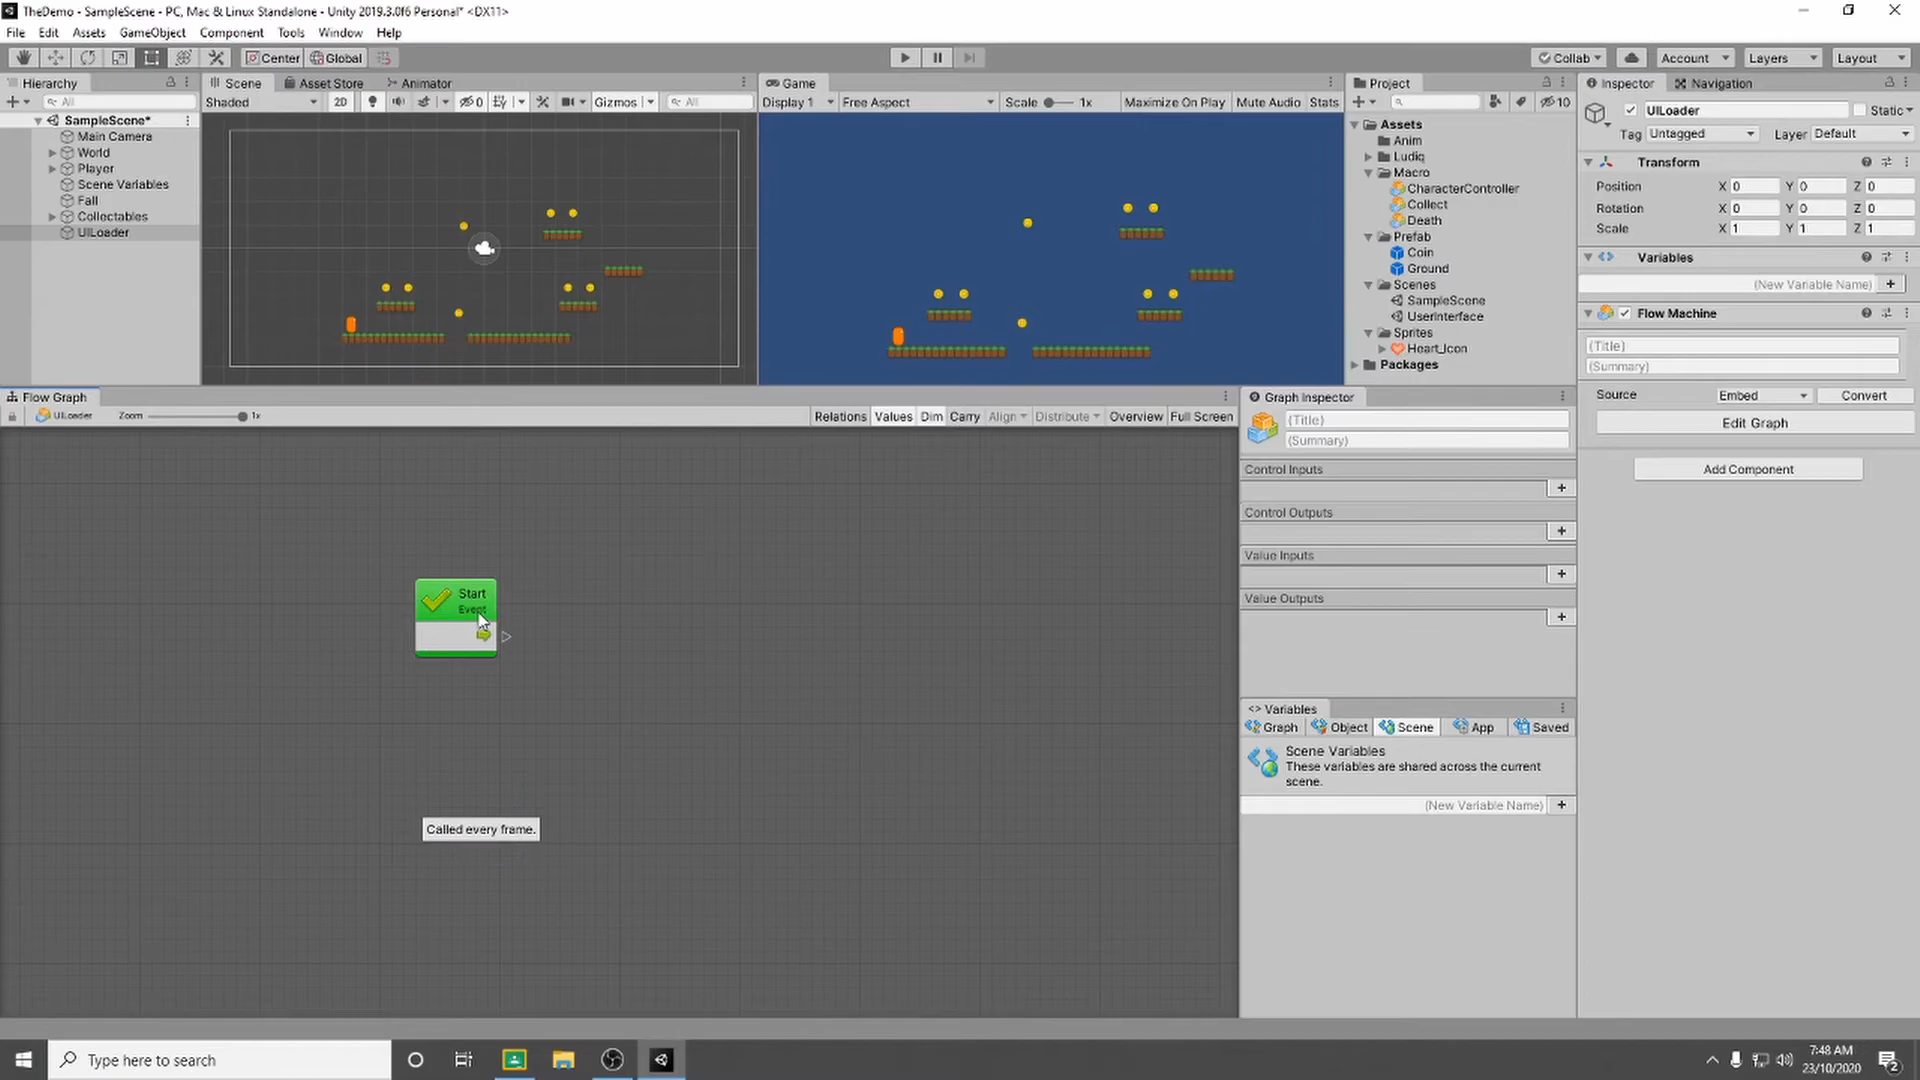 TheDemo - SampleScene - PC, Mac & Linux Standalone - Unity 2019.3.0f6 Personal* <DX11>
File Edit Assets GameObject Component Tools Window Help
Center Global Collab Account Layers Layout
Hierarchy
All
SampleScene*
Main Camera
World
Player
Scene Variables
Fall
Collectables
UILoader
Scene Asset Store Animator
Shaded 2D 0 Gizmos All
Game
Display 1 Free Aspect Scale 1x Maximize On Play Mute Audio Stats
Project
10
Assets
Anim
Ludiq
Macro
CharacterController
Collect
Death
Prefab
Coin
Ground
Scenes
SampleScene
UserInterface
Sprites
Heart_Icon
Packages
Inspector Navigation
UILoader Static
Tag Untagged Layer Default
Transform
Position X 0 Y 0 Z 0
Rotation X 0 Y 0 Z 0
Scale X 1 Y 1 Z 1
Variables
(New Variable Name) +
Flow Machine
(Title)
(Summary)
Source Embed Convert
Edit Graph
Add Component
Flow Graph
UILoader Zoom 1x Relations Values Dim Carry Align Distribute Overview Full Screen
Start
Event
Called every frame.
Graph Inspector
(Title)
(Summary)
Control Inputs
+
Control Outputs
+
Value Inputs
+
Value Outputs
+
<> Variables
Graph Object Scene App Saved
Scene Variables
These variables are shared across the current
scene.
(New Variable Name) +
Type here to search
7:48 AM
23/10/2020
2